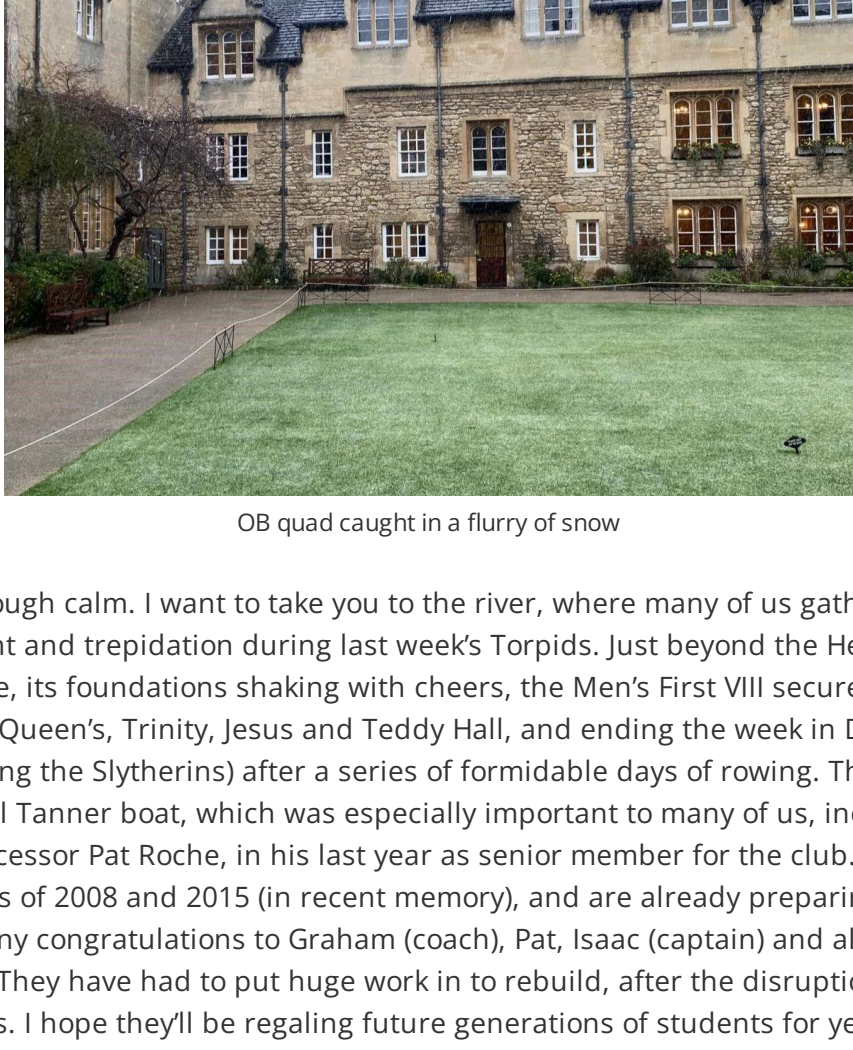 OB quad caught in a flurry of snow
ough calm. I want to take you to the river, where many of us gath
nt and trepidation during last week’s Torpids. Just beyond the He
e, its foundations shaking with cheers, the Men’s First VIII secure
Queen’s, Trinity, Jesus and Teddy Hall, and ending the week in D
ng the Slytherins) after a series of formidable days of rowing. Th
l Tanner boat, which was especially important to many of us, inc
cessor Pat Roche, in his last year as senior member for the club.
s of 2008 and 2015 (in recent memory), and are already preparin
ny congratulations to Graham (coach), Pat, Isaac (captain) and al
They have had to put huge work in to rebuild, after the disruptio
s. I hope they’ll be regaling future generations of students for ye